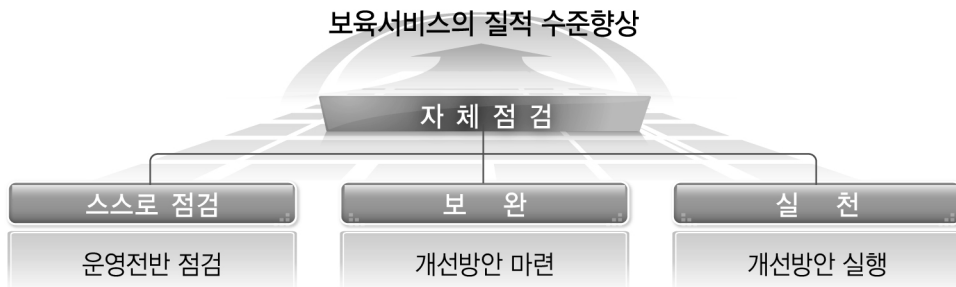 보육서비스의 질적 수준향상
자 체 점 검
스스로 점검
보 완
실 천
운영전반 점검
개선방안 마련
개선방안 실행